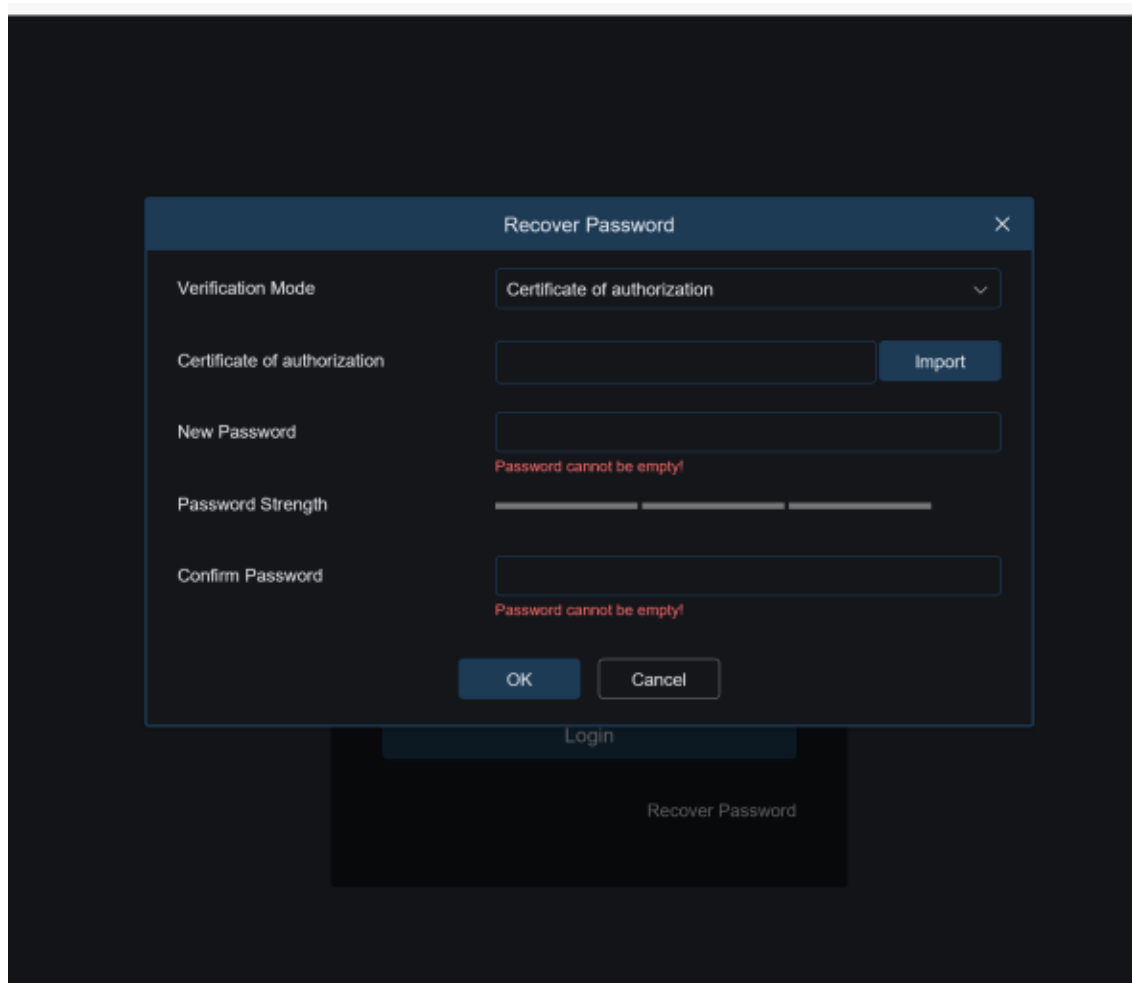 Recover Password
Verification Mode
Certificate of authorization
Certificate of authorization
Import
New Password
Password cannot be empty!
Password Strength
Confirm Password
Password cannot be empty!
OK
Cancel
Login
Recover Password